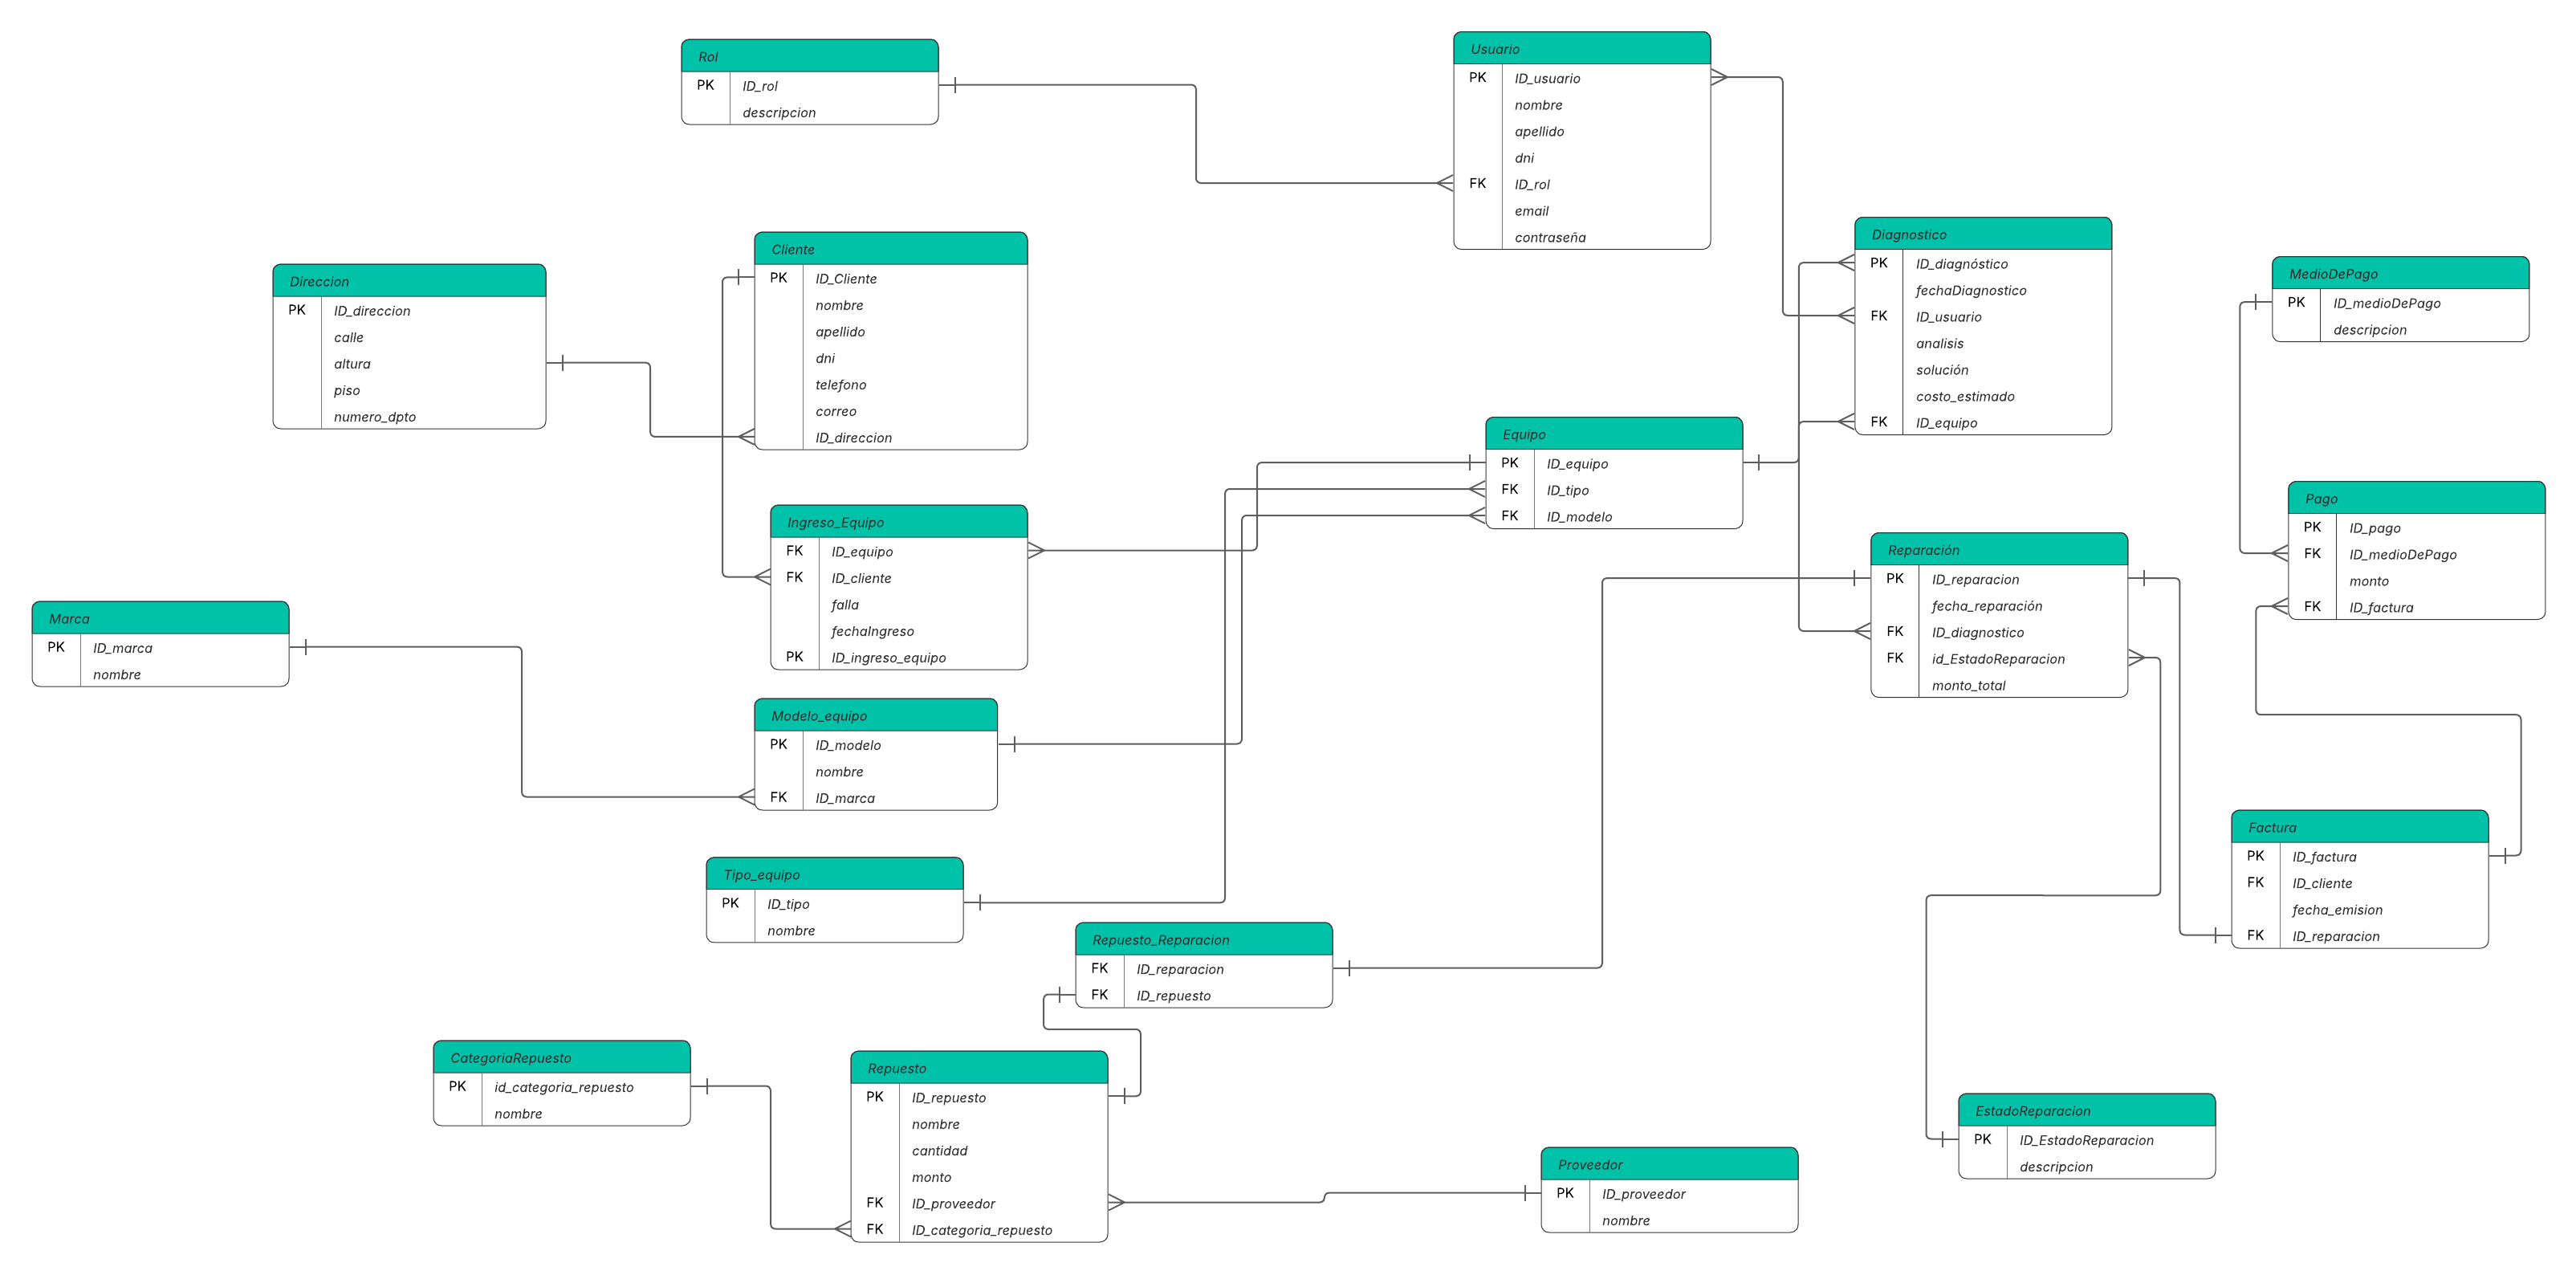 Rol
PK ID_rol
descripcion
Usuario
PK ID_usuario
nombre
apellido
dni
FK ID_rol
email
contraseña
Direccion
PK ID_direccion
calle
altura
piso
numero_dpto
Cliente
PK ID_Cliente
nombre
apellido
dni
telefono
correo
ID_direccion
Diagnostico
PK ID_diagnóstico
fechaDiagnostico
FK ID_usuario
analisis
solución
costo_estimado
FK ID_equipo
MedioDePago
PK ID_medioDePago
descripcion
Equipo
PK ID_equipo
FK ID_tipo
FK ID_modelo
Pago
PK ID_pago
FK ID_medioDePago
monto
FK ID_factura
Ingreso_Equipo
FK ID_equipo
FK ID_cliente
falla
fechaIngreso
PK ID_ingreso_equipo
Reparación
PK ID_reparacion
fecha_reparación
FK ID_diagnostico
FK id_EstadoReparacion
monto_total
Marca
PK ID_marca
nombre
Modelo_equipo
PK ID_modelo
nombre
FK ID_marca
Tipo_equipo
PK ID_tipo
nombre
Factura
PK ID_factura
FK ID_cliente
fecha_emision
FK ID_reparacion
Repuesto_Reparacion
FK ID_reparacion
FK ID_repuesto
CategoriaRepuesto
PK id_categoria_repuesto
nombre
Repuesto
PK ID_repuesto
nombre
cantidad
monto
FK ID_proveedor
FK ID_categoria_repuesto
Proveedor
PK ID_proveedor
nombre
EstadoReparacion
PK ID_EstadoReparacion
descripcion